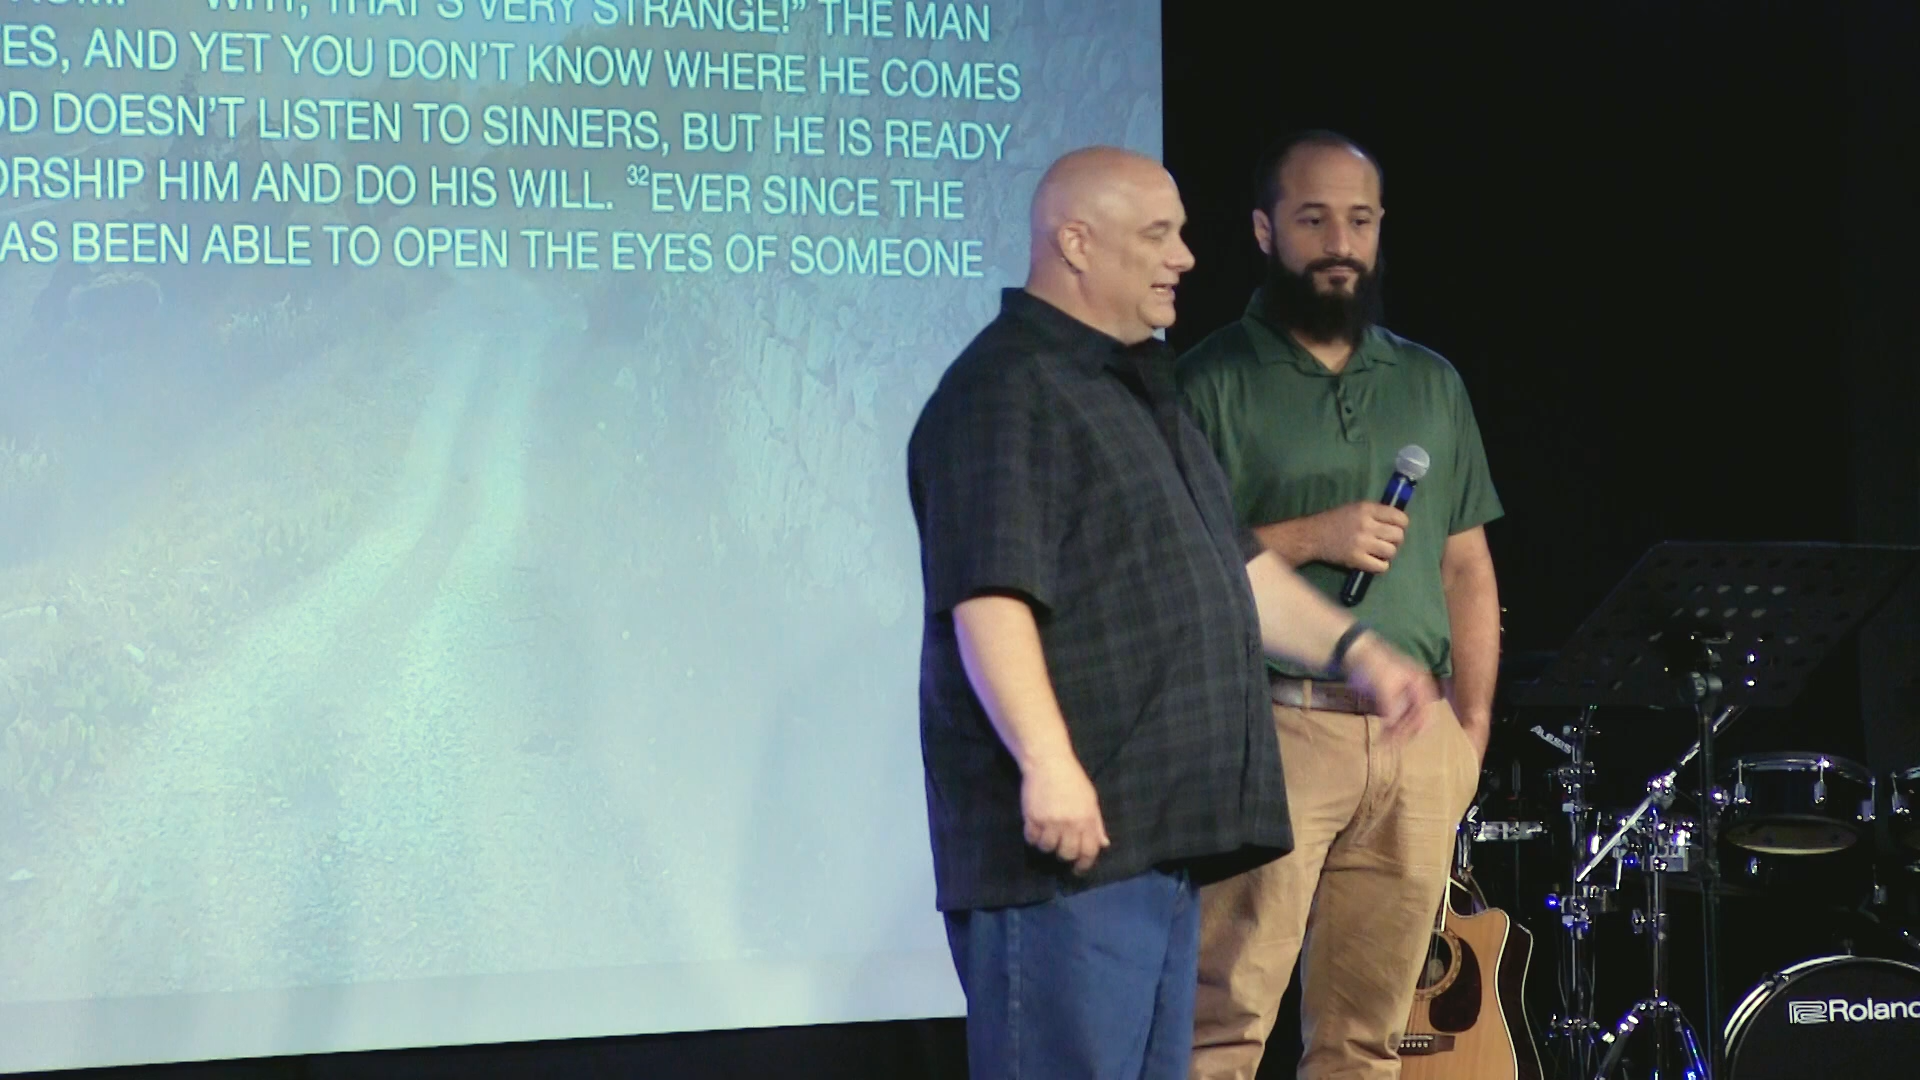 WHY, THAT'S VERY STRANGE!" THE MAN
ES, AND YET YOU DON'T KNOW WHERE HE COMES
OD DOESN'T LISTEN TO SINNERS, BUT HE IS READY
ORSHIP HIM AND DO HIS WILL. ³²EVER SINCE THE
AS BEEN ABLE TO OPEN THE EYES OF SOMEONE
ALESIS
Roland